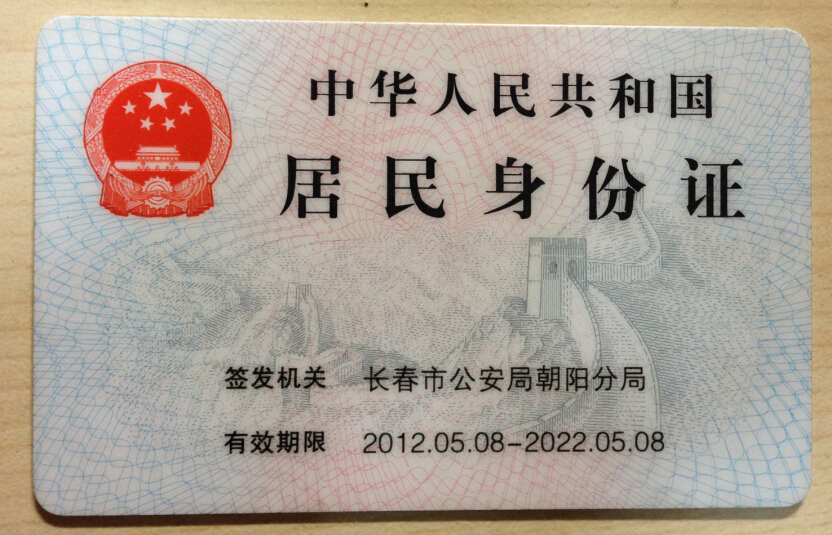 中华人民共和国
居民身份证
签发机关 长春市公安局朝阳分局
有效期限 2012.05.08-2022.05.08